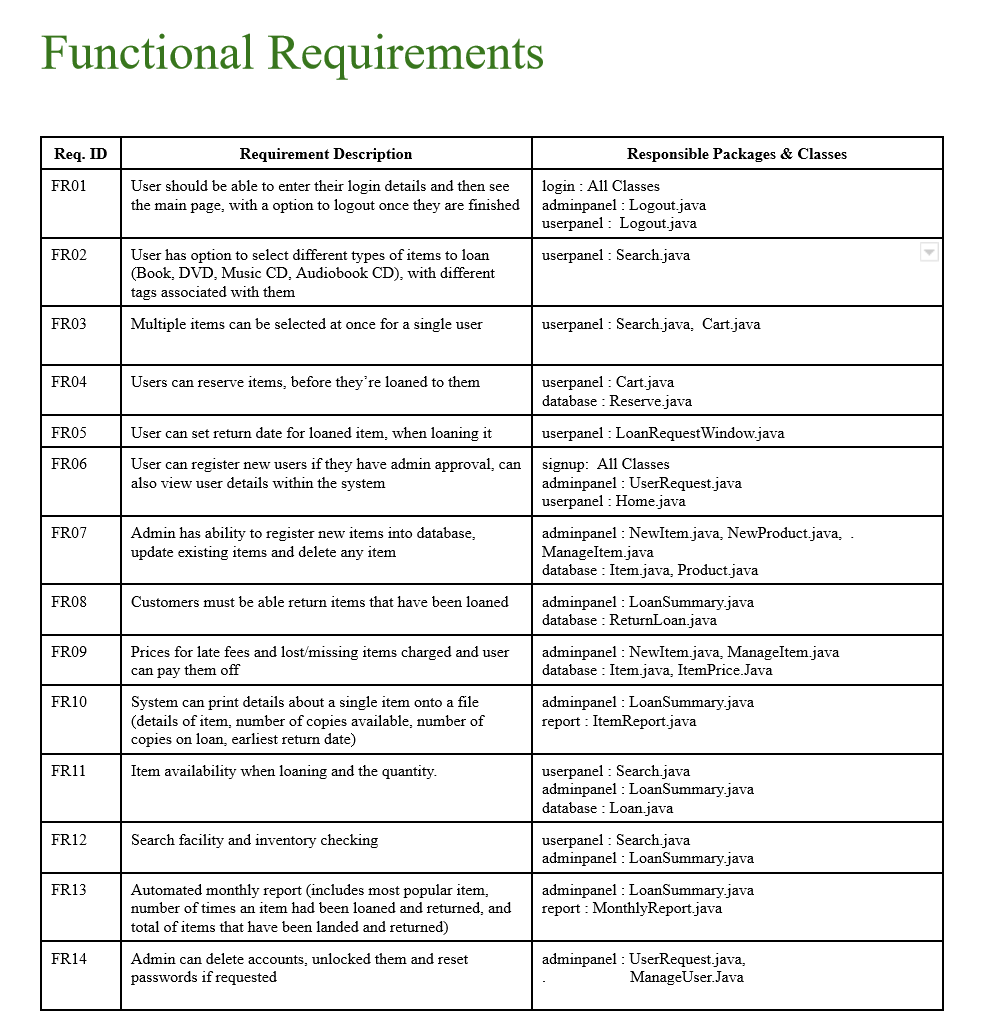 Functional Requirements
Req. ID Requirement Description Responsible Packages & Classes
FR01 User should be able to enter their login details and then see login : All Classes
the main page, with a option to logout once they are finished adminpanel : Logout.java
userpanel :  Logout.java
FR02 User has option to select different types of items to loan userpanel : Search.java
(Book, DVD, Music CD, Audiobook CD), with different
tags associated with them
FR03 Multiple items can be selected at once for a single user userpanel : Search.java,  Cart.java
FR04 Users can reserve items, before they’re loaned to them userpanel : Cart.java
database : Reserve.java
FR05 User can set return date for loaned item, when loaning it userpanel : LoanRequestWindow.java
FR06 User can register new users if they have admin approval, can signup:  All Classes
also view user details within the system adminpanel : UserRequest.java
userpanel : Home.java
FR07 Admin has ability to register new items into database, adminpanel : NewItem.java, NewProduct.java,  .
update existing items and delete any item ManageItem.java
database : Item.java, Product.java
FR08 Customers must be able return items that have been loaned adminpanel : LoanSummary.java
database : ReturnLoan.java
FR09 Prices for late fees and lost/missing items charged and user adminpanel : NewItem.java, ManageItem.java
can pay them off database : Item.java, ItemPrice.Java
FR10 System can print details about a single item onto a file adminpanel : LoanSummary.java
(details of item, number of copies available, number of report : ItemReport.java
copies on loan, earliest return date)
FR11 Item availability when loaning and the quantity. userpanel : Search.java
adminpanel : LoanSummary.java
database : Loan.java
FR12 Search facility and inventory checking userpanel : Search.java
adminpanel : LoanSummary.java
FR13 Automated monthly report (includes most popular item, adminpanel : LoanSummary.java
number of times an item had been loaned and returned, and report : MonthlyReport.java
total of items that have been landed and returned)
FR14 Admin can delete accounts, unlocked them and reset adminpanel : UserRequest.java,
passwords if requested . ManageUser.Java